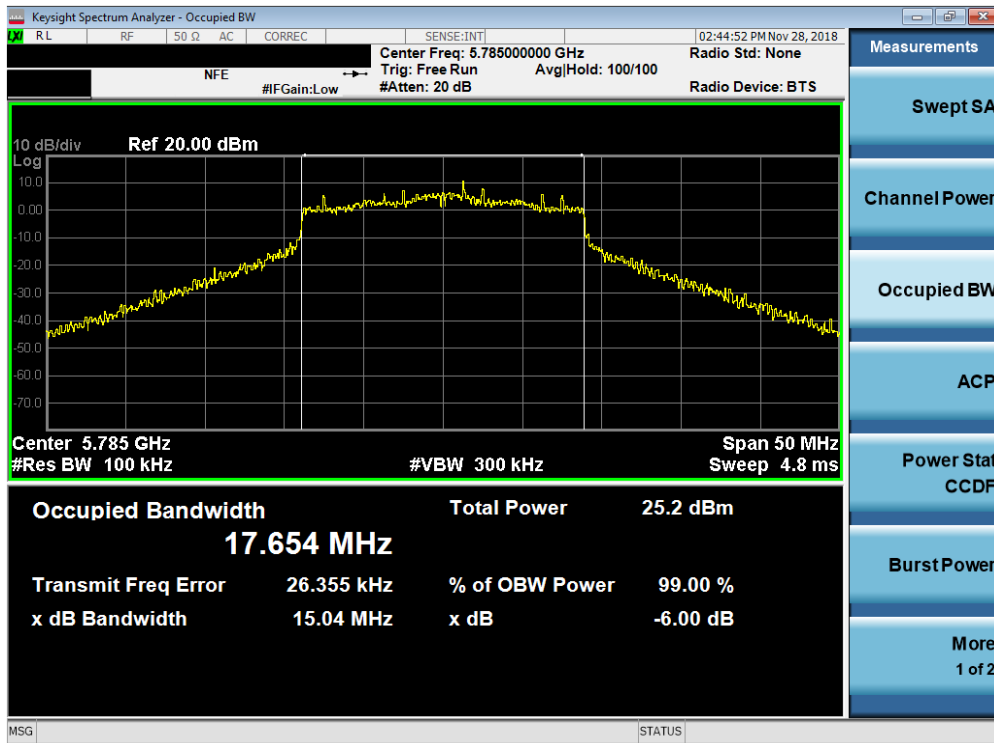 Keysight Spectrum Analyzer - Occupied BW
LXI RL RF 50 Ω AC CORREC SENSE:INT 02:44:52 PM Nov 28, 2018
Center Freq: 5.785000000 GHz Radio Std: None
NFE Trig: Free Run Avg|Hold: 100/100
#IFGain:Low #Atten: 20 dB Radio Device: BTS
10 dB/div Ref 20.00 dBm
Log
10.0
0.00
-10.0
-20.0
-30.0
-40.0
-50.0
-60.0
-70.0
Center 5.785 GHz Span 50 MHz
#Res BW 100 kHz #VBW 300 kHz Sweep 4.8 ms
Occupied Bandwidth Total Power 25.2 dBm
17.654 MHz
Transmit Freq Error 26.355 kHz % of OBW Power 99.00 %
x dB Bandwidth 15.04 MHz x dB -6.00 dB
MSG STATUS
Measurements
Swept SA
Channel Power
Occupied BW
ACP
Power Stat
CCDF
Burst Power
More
1 of 2